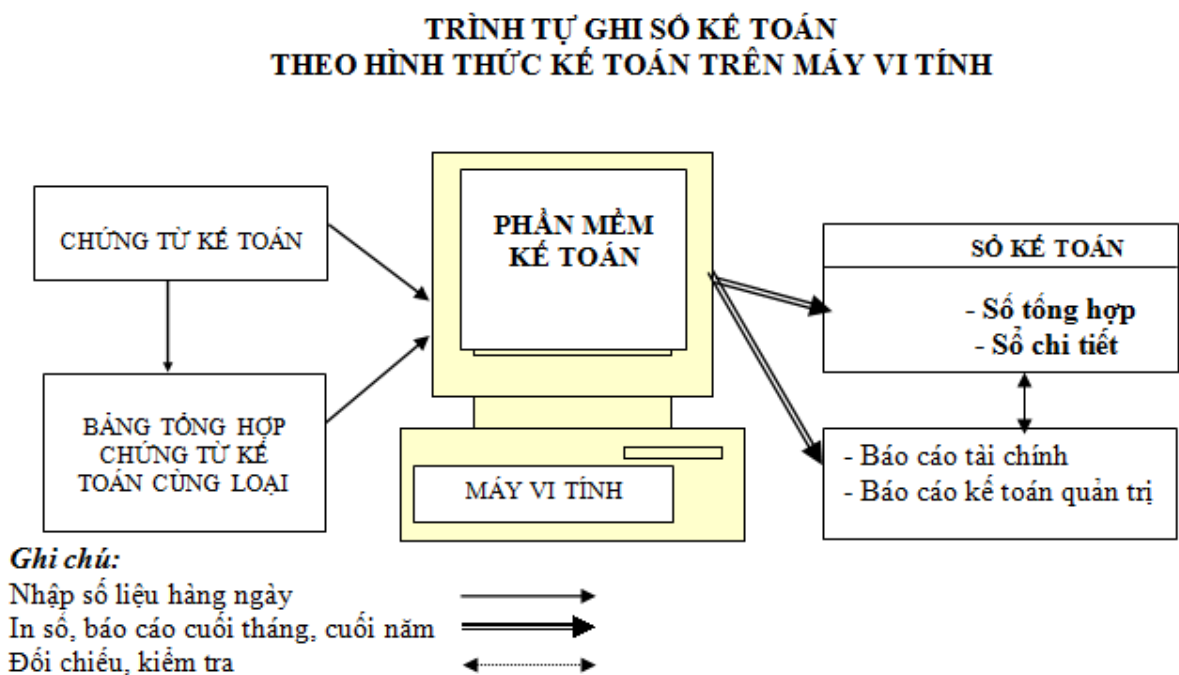 TRÌNH TỰ GHI SỔ KẾ TOÁN
THEO HÌNH THỨC KẾ TOÁN TRÊN MÁY VI TÍNH
CHỨNG TỪ KẾ TOÁN
BẢNG TỔNG HỢP
CHỨNG TỪ KẾ
TOÁN CÙNG LOẠI
PHẦN MỀM
KẾ TOÁN
MÁY VI TÍNH
SỔ KẾ TOÁN
- Sổ tổng hợp
- Sổ chi tiết
- Báo cáo tài chính
- Báo cáo kế toán quản trị
Ghi chú:
Nhập số liệu hàng ngày
In sổ, báo cáo cuối tháng, cuối năm
Đối chiếu, kiểm tra